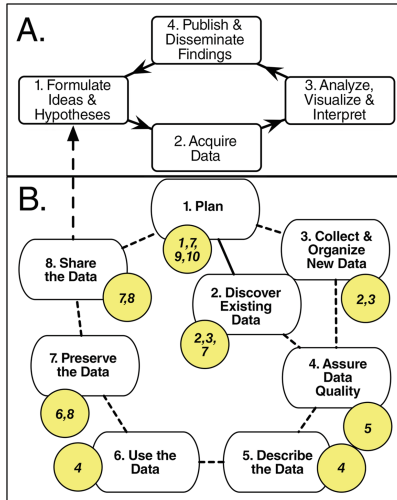 A.
4. Publish &
Disseminate
Findings
1. Formulate
Ideas &
Hypotheses
3. Analyze,
Visualize &
Interpret
2. Acquire
Data
B.
1. Plan
1,7,
9,10
3. Collect &
Organize
New Data
2,3
8. Share
the Data
7,8
2. Discover
Existing
Data
2,3,
7
7. Preserve
the Data
6,8
4. Assure
Data
Quality
5
6. Use the
Data
4
5. Describe
the Data
4